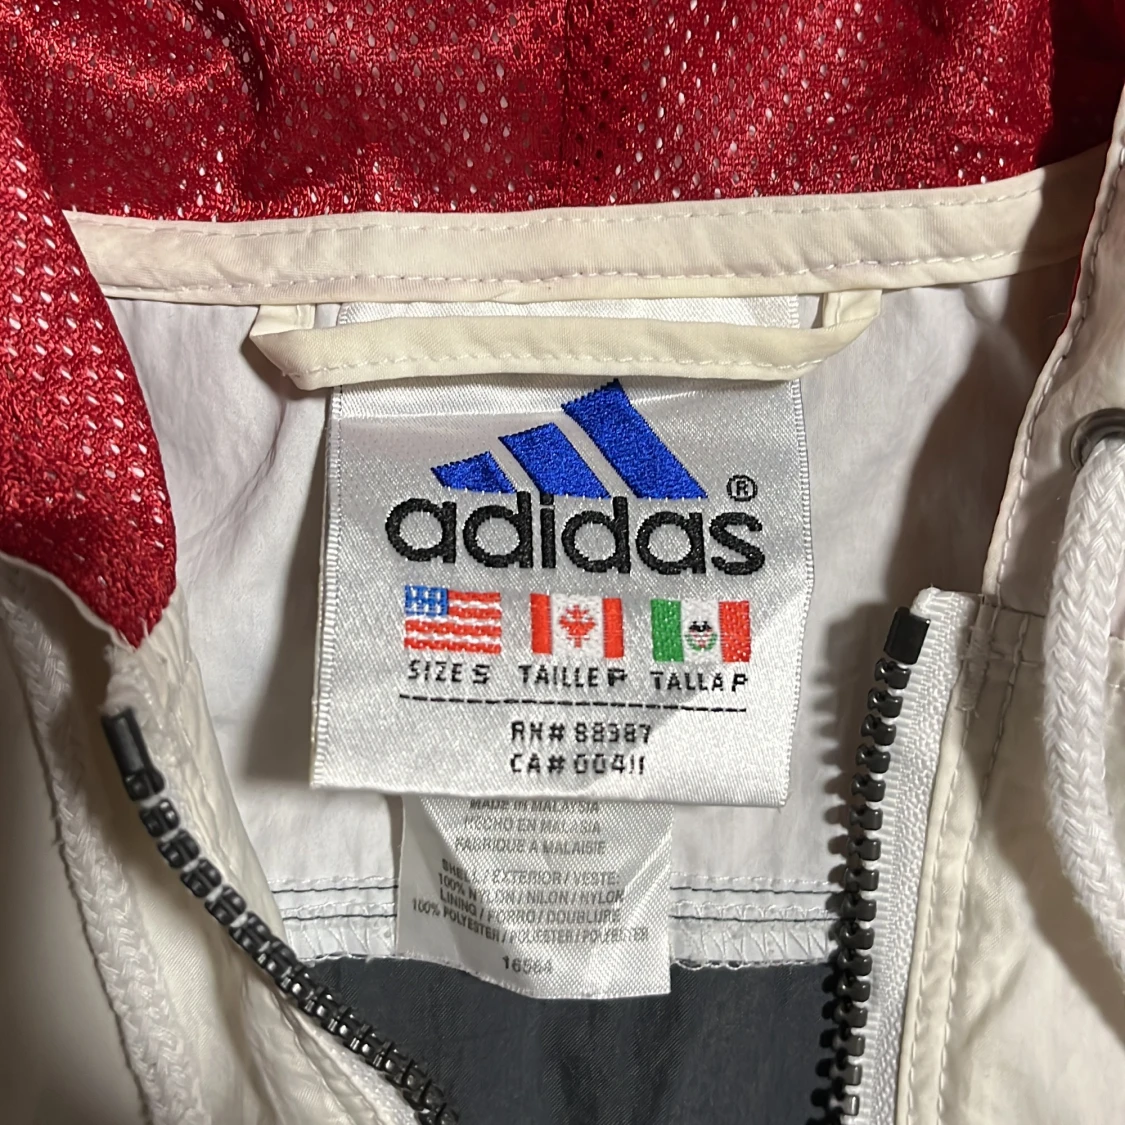 adidas®
SIZE S TAILLE P TALLA P
RN# 88387
CA# 00411
MADE IN MALAYSIA
HECHO EN MALASIA
FABRIQUE A MALAISIE
SHELL / EXTERIOR / VESTE:
100% NYLON / NILON / NYLON
LINING / FORRO / DOUBLURE
100% POLYESTER / POLIESTER / POLYESTER
16564